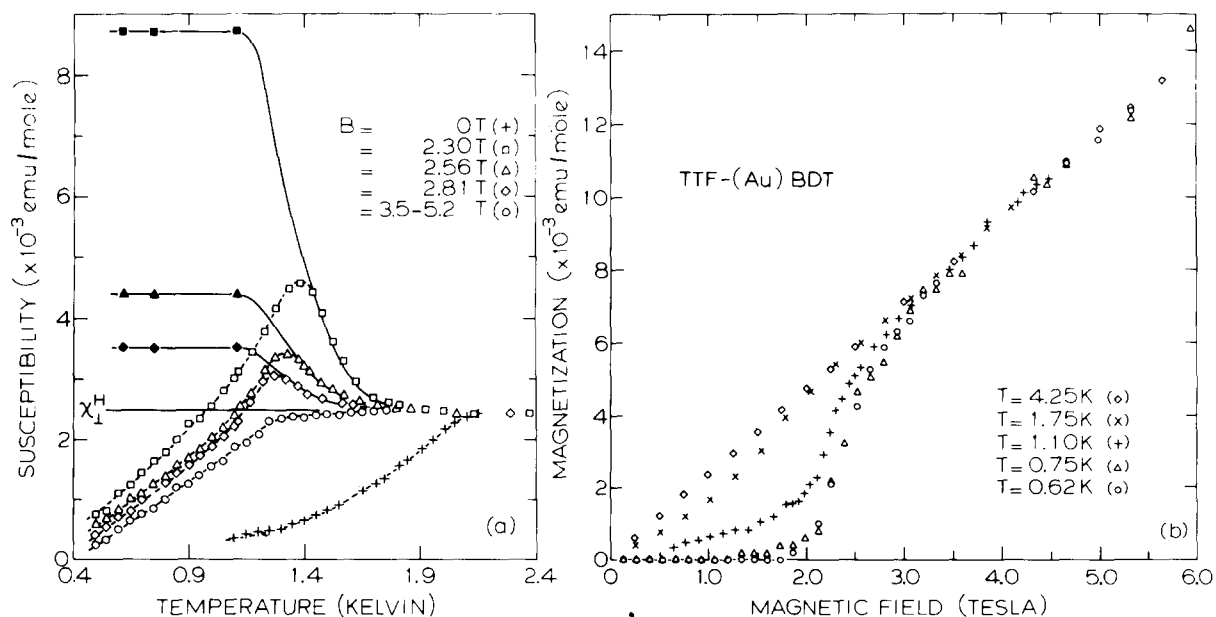 SUSCEPTIBILITY (x10⁻³ emu/mole)
8
6
4
χ⊥ᴴ
2
0
B = 0T(+)
= 2.30T(□)
= 2.56T(△)
= 2.81T(◇)
= 3.5-5.2 T(○)
(a)
0.4 0.9 1.4 1.9 2.4
TEMPERATURE (KELVIN)
MAGNETIZATION (x10⁻³ emu/mole)
14
12
10
8
6
4
2
0
TTF-(Au) BDT
T= 4.25K (◇)
T= 1.75K (x)
T= 1.10K (+)
T= 0.75K (△)
T= 0.62K (○)
(b)
0 1.0 2.0 3.0 4.0 5.0 6.0
MAGNETIC FIELD (TESLA)